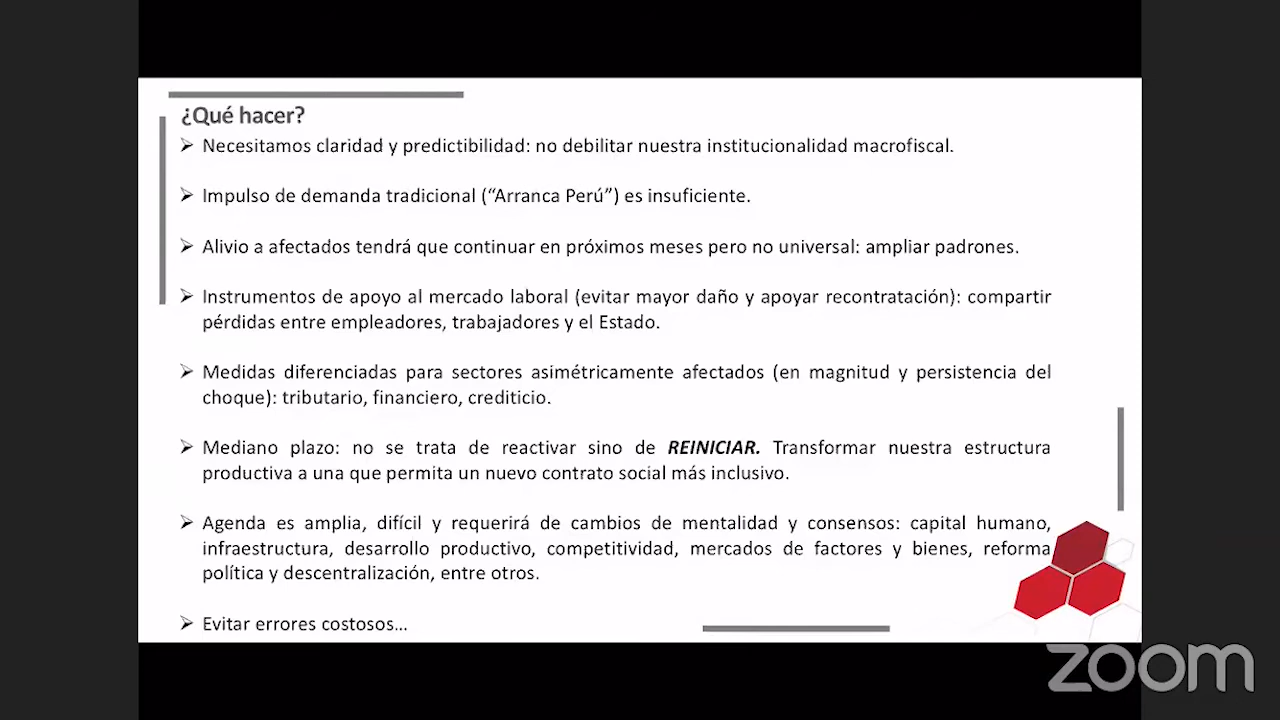 ¿Qué hacer?
➢ Necesitamos claridad y predictibilidad: no debilitar nuestra institucionalidad macrofiscal.
➢ Impulso de demanda tradicional (“Arranca Perú”) es insuficiente.
➢ Alivio a afectados tendrá que continuar en próximos meses pero no universal: ampliar padrones.
➢ Instrumentos de apoyo al mercado laboral (evitar mayor daño y apoyar recontratación): compartir
pérdidas entre empleadores, trabajadores y el Estado.
➢ Medidas diferenciadas para sectores asimétricamente afectados (en magnitud y persistencia del
choque): tributario, financiero, crediticio.
➢ Mediano plazo: no se trata de reactivar sino de REINICIAR. Transformar nuestra estructura
productiva a una que permita un nuevo contrato social más inclusivo.
➢ Agenda es amplia, difícil y requerirá de cambios de mentalidad y consensos: capital humano,
infraestructura, desarrollo productivo, competitividad, mercados de factores y bienes, reforma
política y descentralización, entre otros.
➢ Evitar errores costosos…
zoom